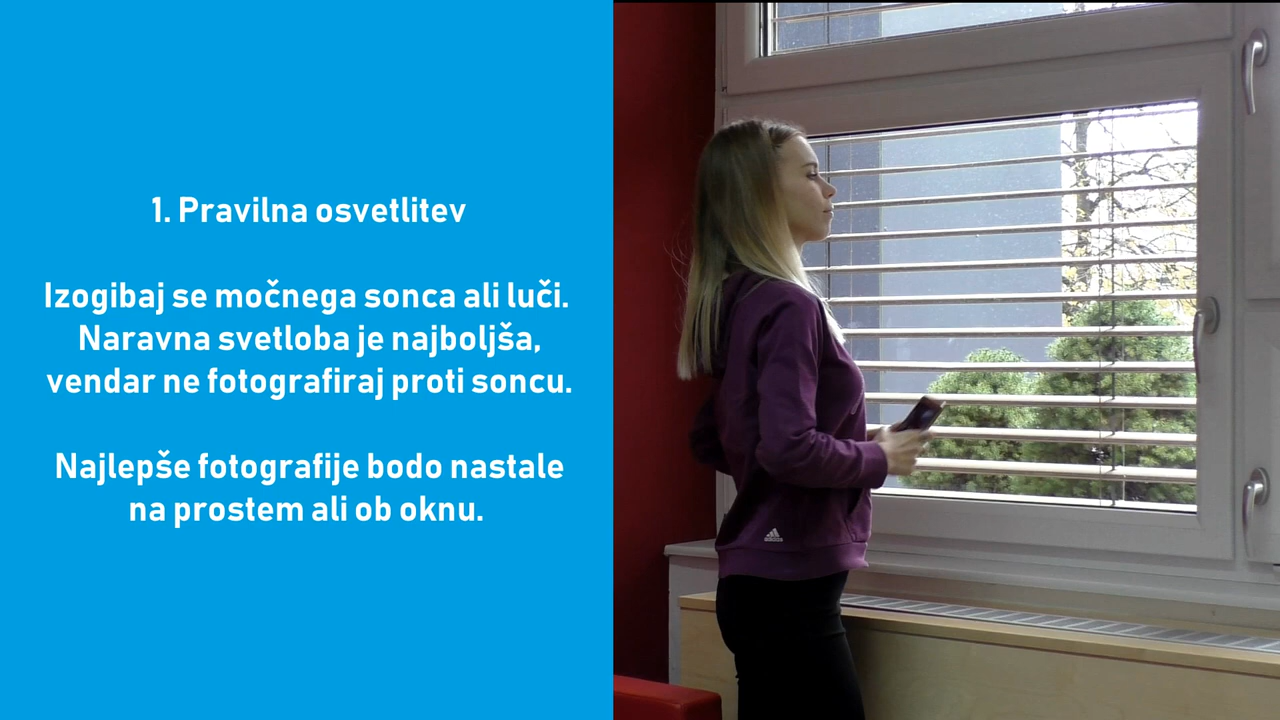 1. Pravilna osvetlitev
Izogibaj se močnega sonca ali luči.
Naravna svetloba je najboljša,
vendar ne fotografiraj proti soncu.
Najlepše fotografije bodo nastale
na prostem ali ob oknu.
adidas